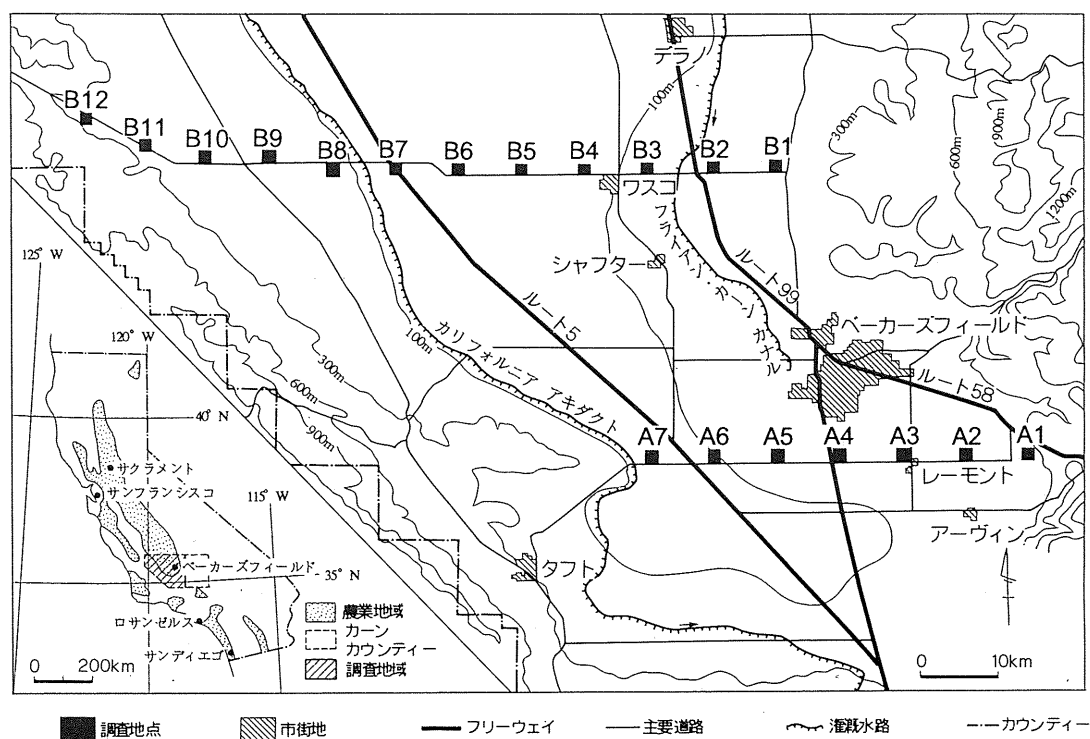 デラノ
100m
300m
600m
900m
1200m
B12
B11
B10
B9
B8
B7
B6
B5
B4
B3
B2
B1
ワスコ
シャフター
フライアン・カーン カナル
ルート99
ベーカーズフィールド
ルート5
ルート58
カリフォルニア アキダクト
100m
300m
600m
900m
A7
A6
A5
A4
A3
A2
A1
レーモント
アーヴィン
タフト
125° W
120° W
40° N
115° W
35° N
サクラメント
サンフランシスコ
ベーカーズフィールド
ロサンゼルス
サンディエゴ
農業地域
カーン
カウンティー
調査地域
0 200km
0 10km
調査地点
市街地
フリーウェイ
主要道路
灌漑水路
カウンティー